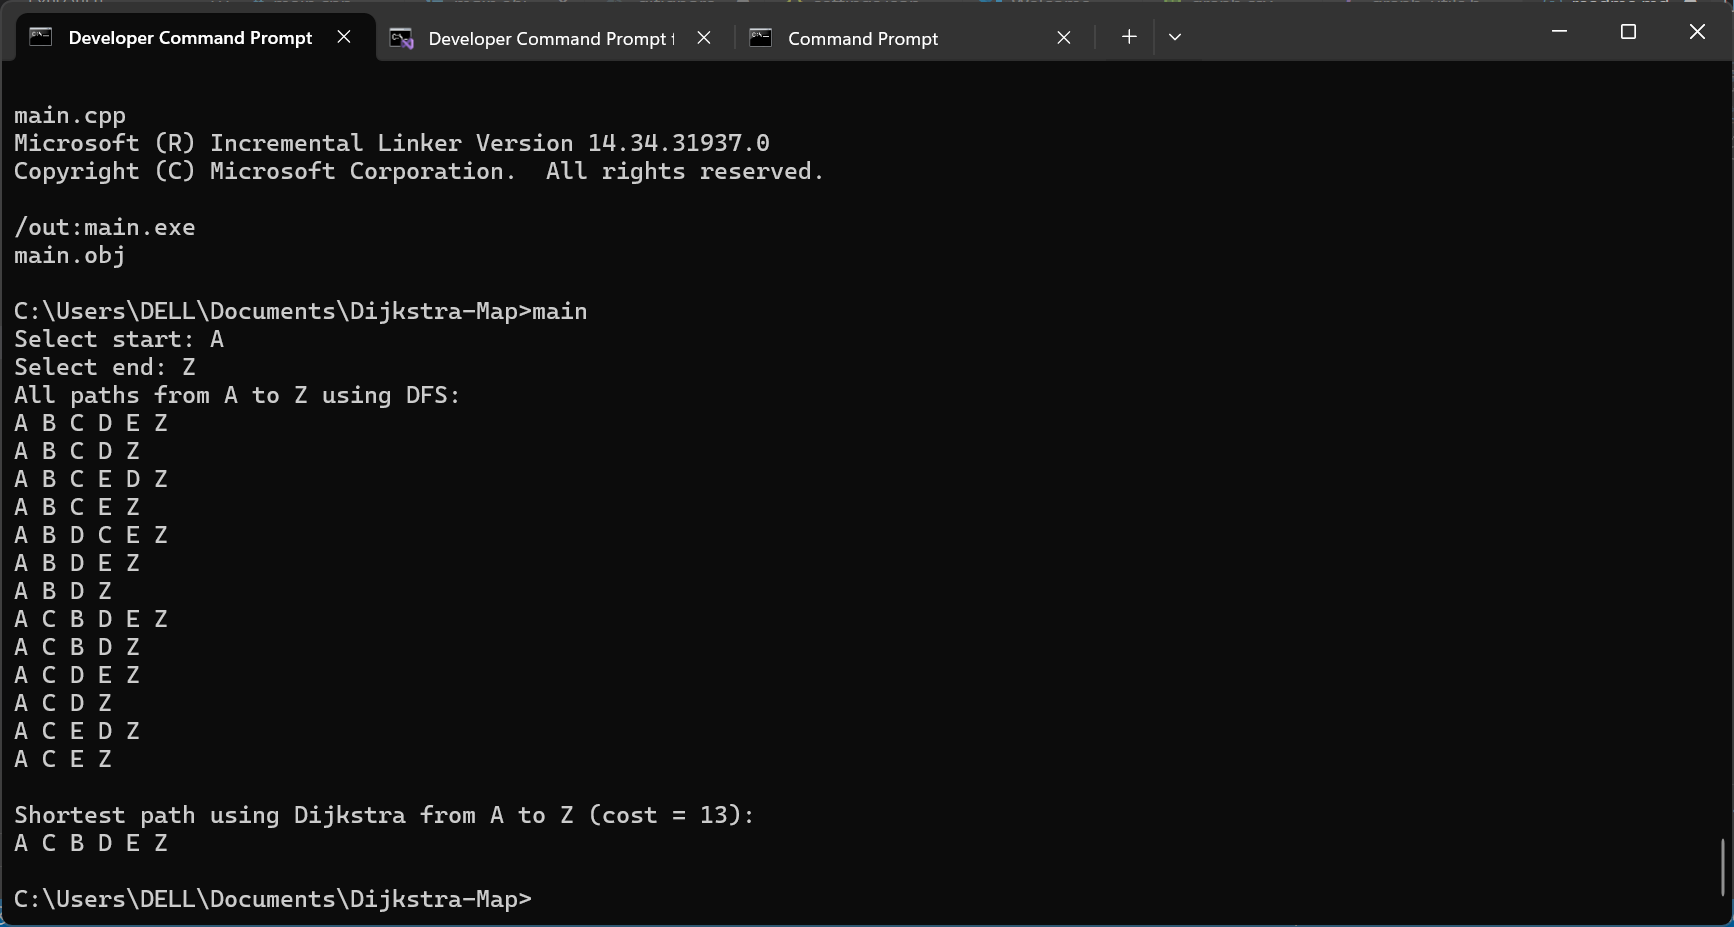 Developer Command Prompt
Developer Command Prompt
Command Prompt
main.cpp
Microsoft (R) Incremental Linker Version 14.34.31937.0
Copyright (C) Microsoft Corporation.  All rights reserved.
/out:main.exe
main.obj
C:\Users\DELL\Documents\Dijkstra-Map>main
Select start: A
Select end: Z
All paths from A to Z using DFS:
A B C D E Z
A B C D Z
A B C E D Z
A B C E Z
A B D C E Z
A B D E Z
A B D Z
A C B D E Z
A C B D Z
A C D E Z
A C D Z
A C E D Z
A C E Z
Shortest path using Dijkstra from A to Z (cost = 13):
A C B D E Z
C:\Users\DELL\Documents\Dijkstra-Map>